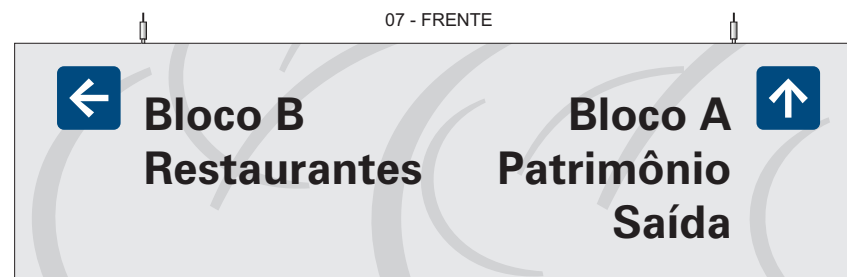 07 - FRENTE
Bloco B
Restaurantes
Bloco A
Patrimônio
Saída